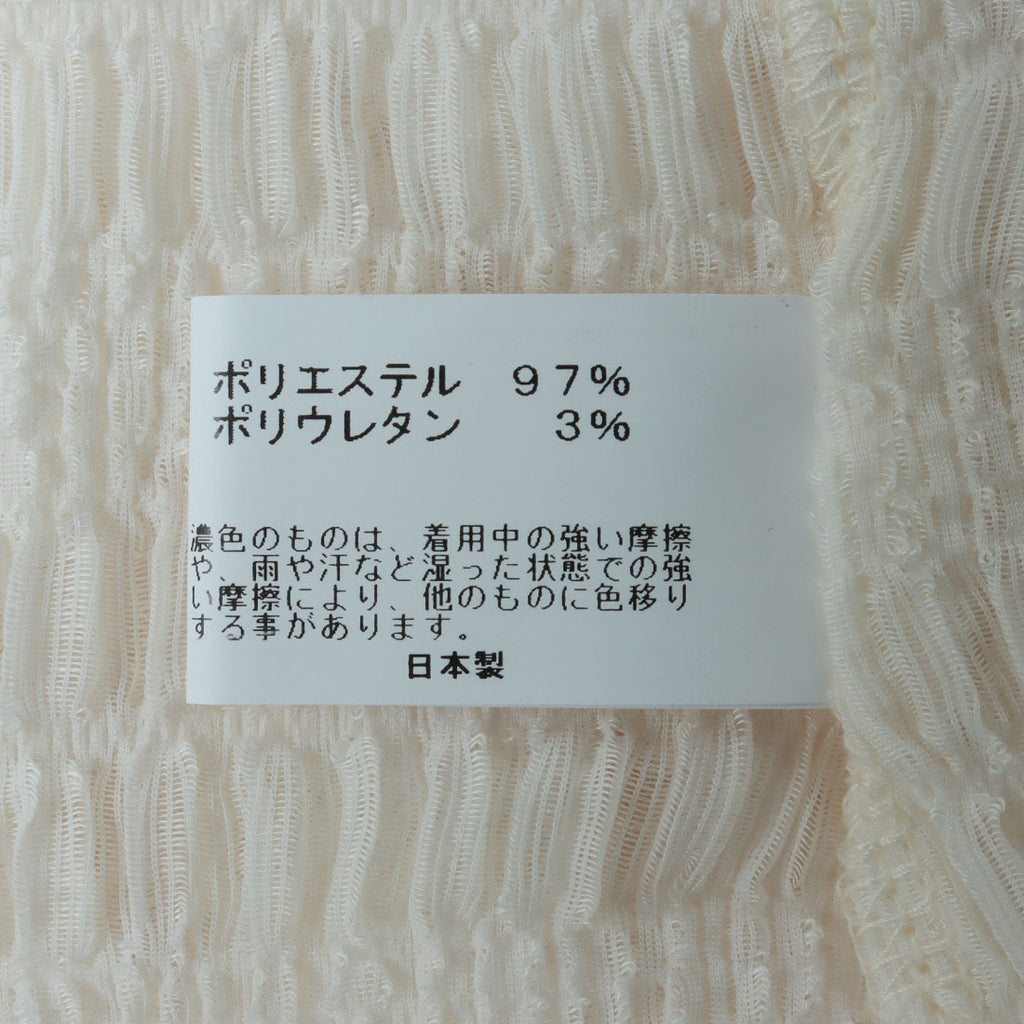 ポリエステル　９７％
ポリウレタン　　３％
濃色のものは、着用中の強い摩擦
や、雨や汗など湿った状態での強
い摩擦により、他のものに色移り
する事があります。
日本製